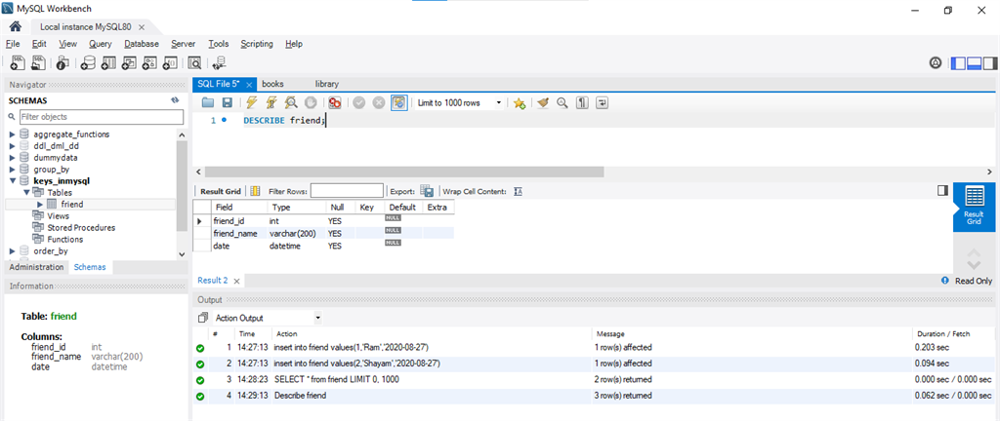 MySQL Workbench
Local instance MySQL80
File Edit View Query Database Server Tools Scripting Help
Navigator
SCHEMAS
Filter objects
aggregate_functions
ddl_dml_dd
dummydata
group_by
keys_inmysql
Tables
friend
Views
Stored Procedures
Functions
order_by
Administration Schemas
Information
Table: friend
Columns:
friend_id int
friend_name varchar(200)
date datetime
SQL File 5* books library
Limit to 1000 rows
1 DESCRIBE friend;
Result Grid Filter Rows: Export: Wrap Cell Content:
Field Type Null Key Default Extra
friend_id int YES NULL
friend_name varchar(200) YES NULL
date datetime YES NULL
Result Grid
Result 2 Read Only
Output
Action Output
# Time Action Message Duration / Fetch
1 14:27:13 insert into friend values(1,'Ram','2020-08-27') 1 row(s) affected 0.203 sec
2 14:27:13 insert into friend values(2,'Shayam','2020-08-27') 1 row(s) affected 0.094 sec
3 14:28:23 SELECT * from friend LIMIT 0, 1000 2 row(s) returned 0.000 sec / 0.000 sec
4 14:29:13 Describe friend 3 row(s) returned 0.062 sec / 0.000 sec